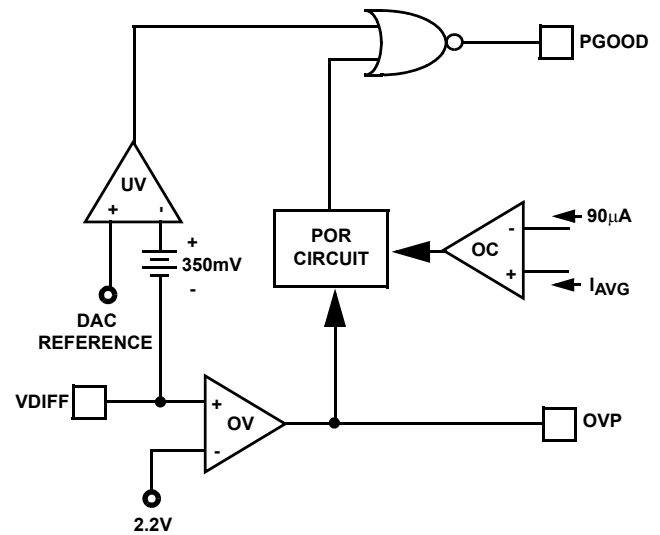 PGOOD
UV
+ -
+
350mV
-
DAC
REFERENCE
POR
CIRCUIT
OC
-
+
90µA
IAVG
VDIFF
+
OV
-
OVP
2.2V